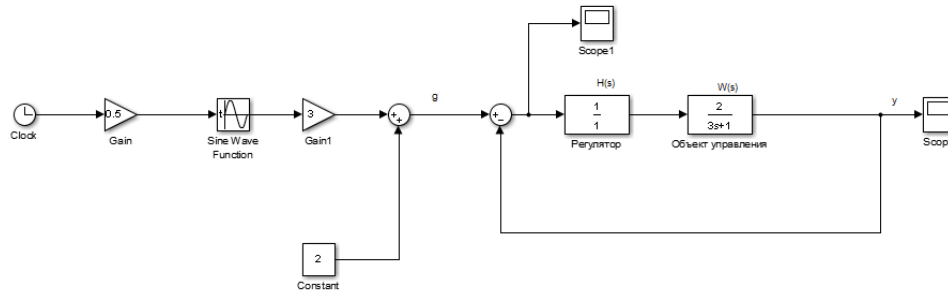 Scope1
g
H(s)
W(s)
y
0.5
t
3
+
+
+
−
1
1
2
3s+1
Clock
Gain
Sine Wave
Function
Gain1
Регулятор
Объект управления
Scop
2
Constant